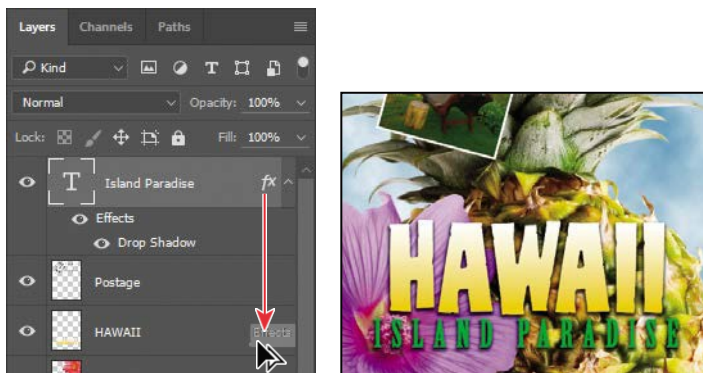 Layers Channels Paths
Kind T
Normal Opacity: 100%
Lock: Fill: 100%
T Island Paradise fx
Effects
Drop Shadow
Postage
HAWAII Effects
HAWAII
ISLAND PARADISE